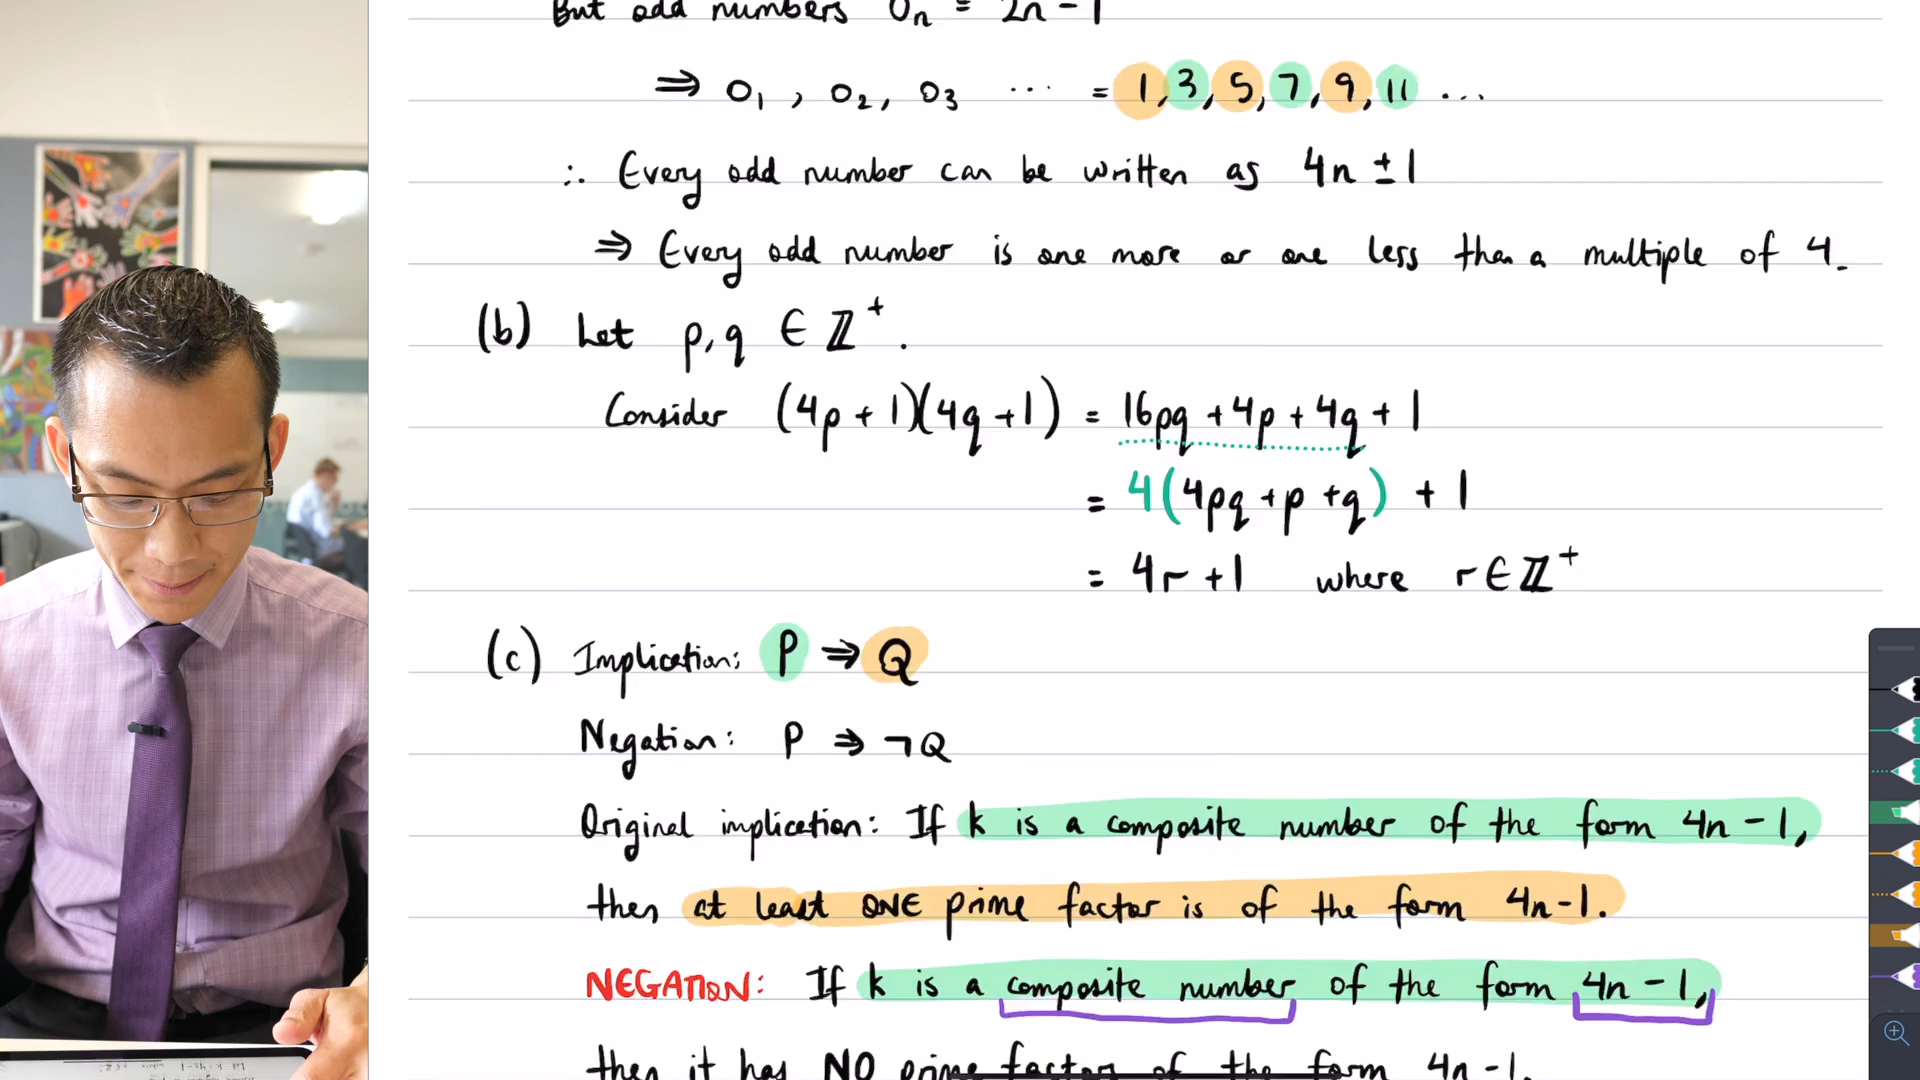 But odd numbers On = 2n - 1
⇒ O₁, O₂, O₃ ... = 1, 3, 5, 7, 9, 11 ...
∴ Every odd number can be written as 4n ± 1
⇒ Every odd number is one more or one less than a multiple of 4.
(b) Let p, q ∈ ℤ⁺.
Consider (4p + 1)(4q + 1) = 16pq + 4p + 4q + 1
= 4(4pq + p + q) + 1
= 4r + 1 where r ∈ ℤ⁺
(c) Implication: P ⇒ Q
Negation: P ⇒ ¬Q
Original implication: If k is a composite number of the form 4n - 1,
then at least ONE prime factor is of the form 4n - 1.
NEGATION: If k is a composite number of the form 4n - 1,
then it has NO prime factors of the form 4n - 1.